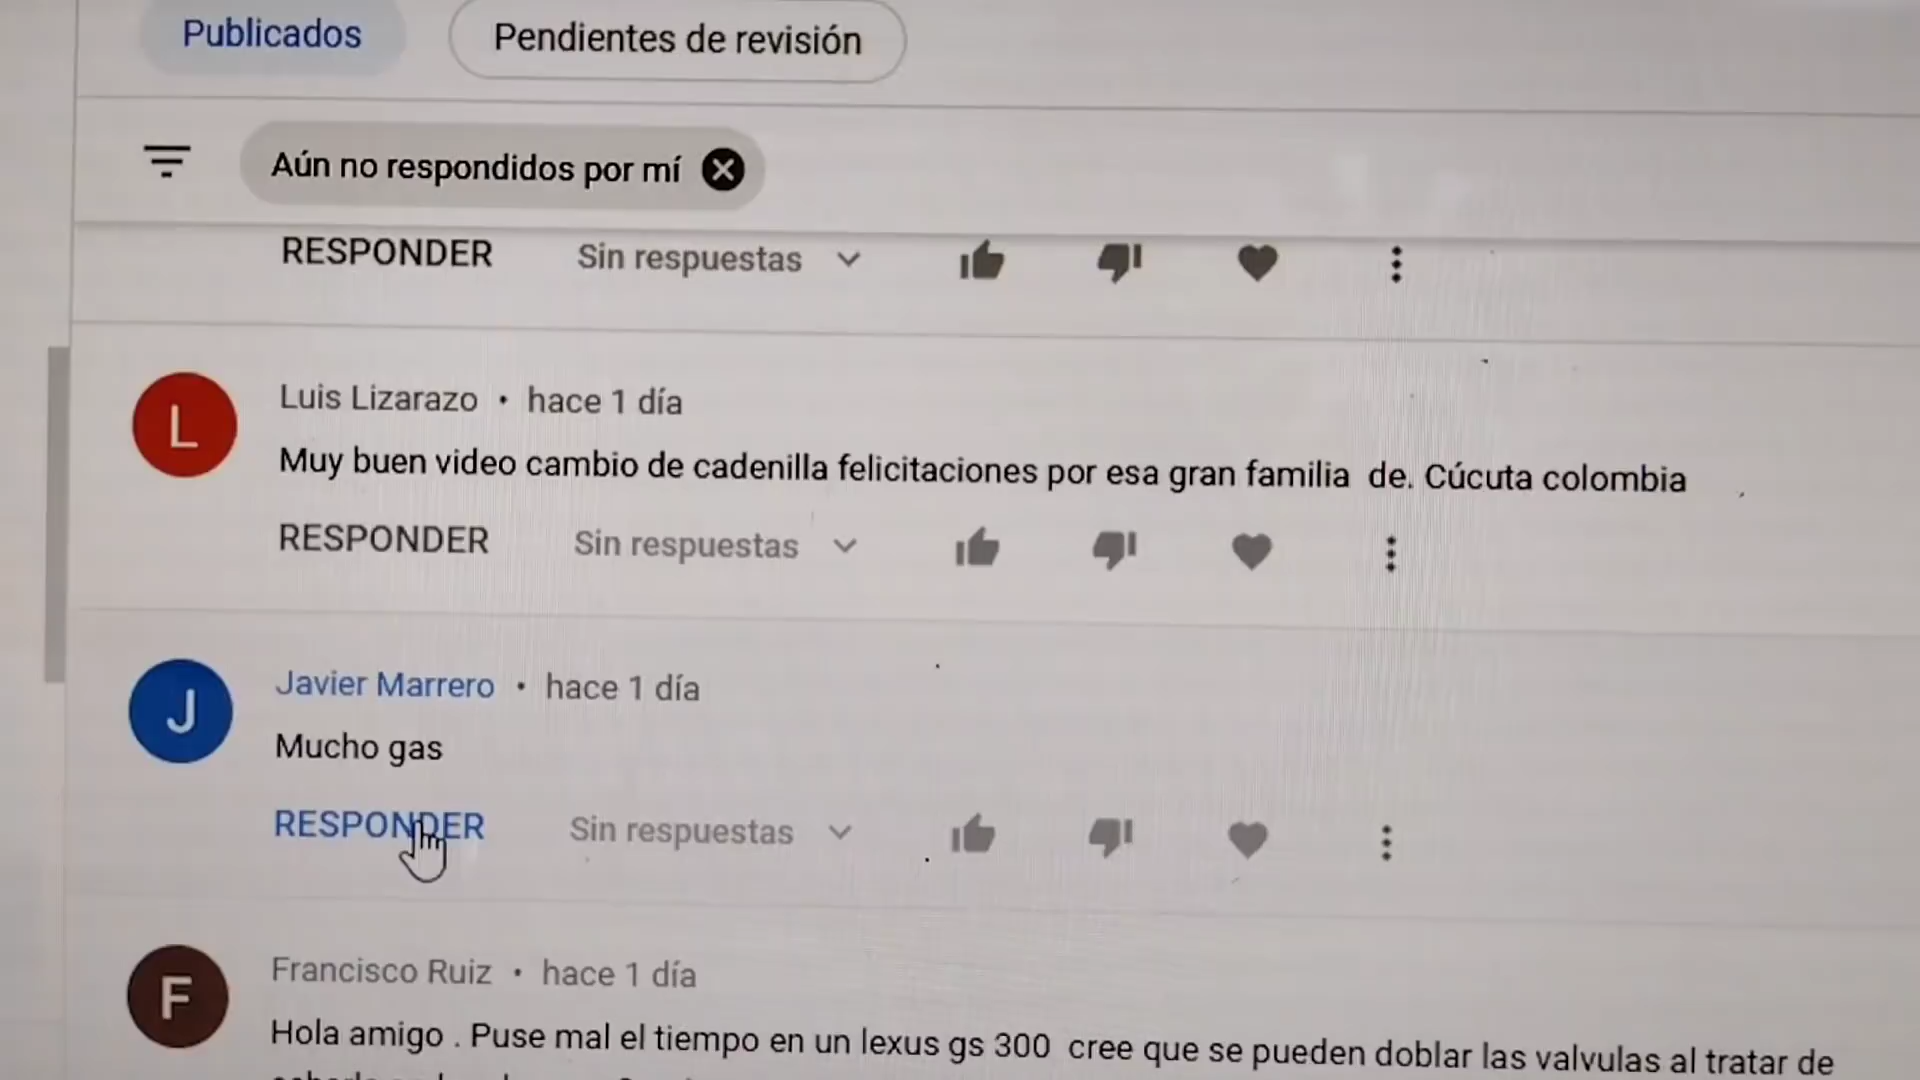 Publicados
Pendientes de revisión
Aún no respondidos por mí
RESPONDER Sin respuestas
L
Luis Lizarazo • hace 1 día
Muy buen video cambio de cadenilla felicitaciones por esa gran familia de. Cúcuta colombia
RESPONDER Sin respuestas
J
Javier Marrero • hace 1 día
Mucho gas
RESPONDER Sin respuestas
F
Francisco Ruiz • hace 1 día
Hola amigo . Puse mal el tiempo en un lexus gs 300 cree que se pueden doblar las valvulas al tratar de